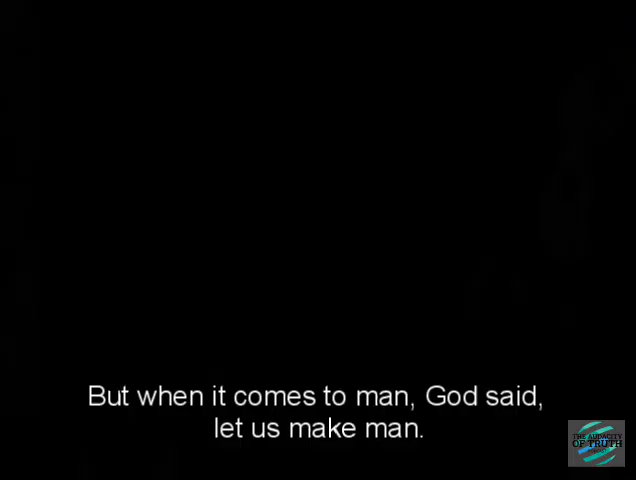 But when it comes to man, God said,
let us make man.
THE AUDACITY
OF TRUTH